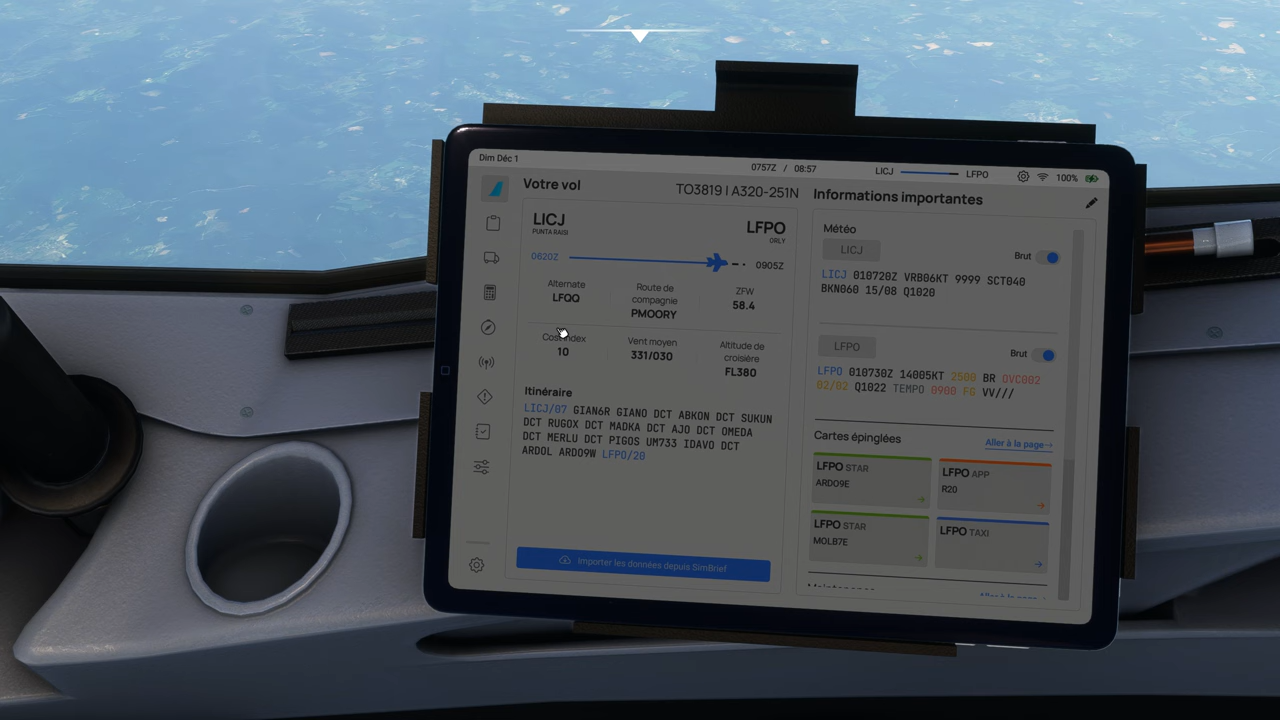 Dim Déc 1
0757Z / 08:57
LICJ LFPO
100%
Votre vol
TO3819 | A320-251N
LICJ
PUNTA RAISI
LFPO
ORLY
0620Z
0905Z
Alternate
LFQQ
Route de
compagnie
PMOORY
ZFW
58.4
Cost Index
10
Vent moyen
331/030
Altitude de
croisière
FL380
Itinéraire
LICJ/07 GIAN6R GIANO DCT ABKON DCT SUKUN
DCT RUGOX DCT MADKA DCT AJO DCT OMEDA
DCT MERLU DCT PIGOS UM733 IDAVO DCT
ARDOL ARDO9W LFPO/20
Importer les données depuis SimBrief
Informations importantes
Météo
LICJ
Brut
LICJ 010720Z VRB06KT 9999 SCT040
BKN060 15/08 Q1020
LFPO
Brut
LFPO 010730Z 14005KT 2500 BR OVC002
02/02 Q1022 TEMPO 0900 FG VV///
Cartes épinglées
Aller à la page
LFPO STAR
ARDO9E
LFPO APP
R20
LFPO STAR
MOLB7E
LFPO TAXI
Aller à la page